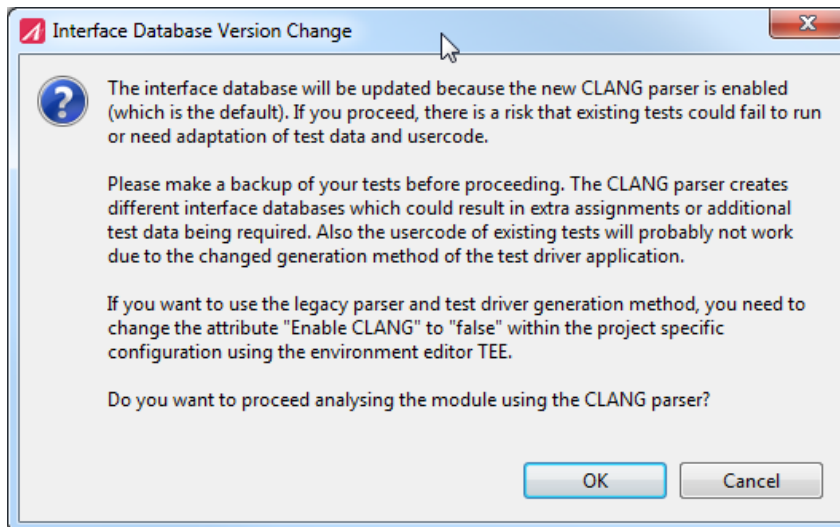 Interface Database Version Change
The interface database will be updated because the new CLANG parser is enabled
(which is the default). If you proceed, there is a risk that existing tests could fail to run
or need adaptation of test data and usercode.
Please make a backup of your tests before proceeding. The CLANG parser creates
different interface databases which could result in extra assignments or additional
test data being required. Also the usercode of existing tests will probably not work
due to the changed generation method of the test driver application.
If you want to use the legacy parser and test driver generation method, you need to
change the attribute "Enable CLANG" to "false" within the project specific
configuration using the environment editor TEE.
Do you want to proceed analysing the module using the CLANG parser?
OK Cancel